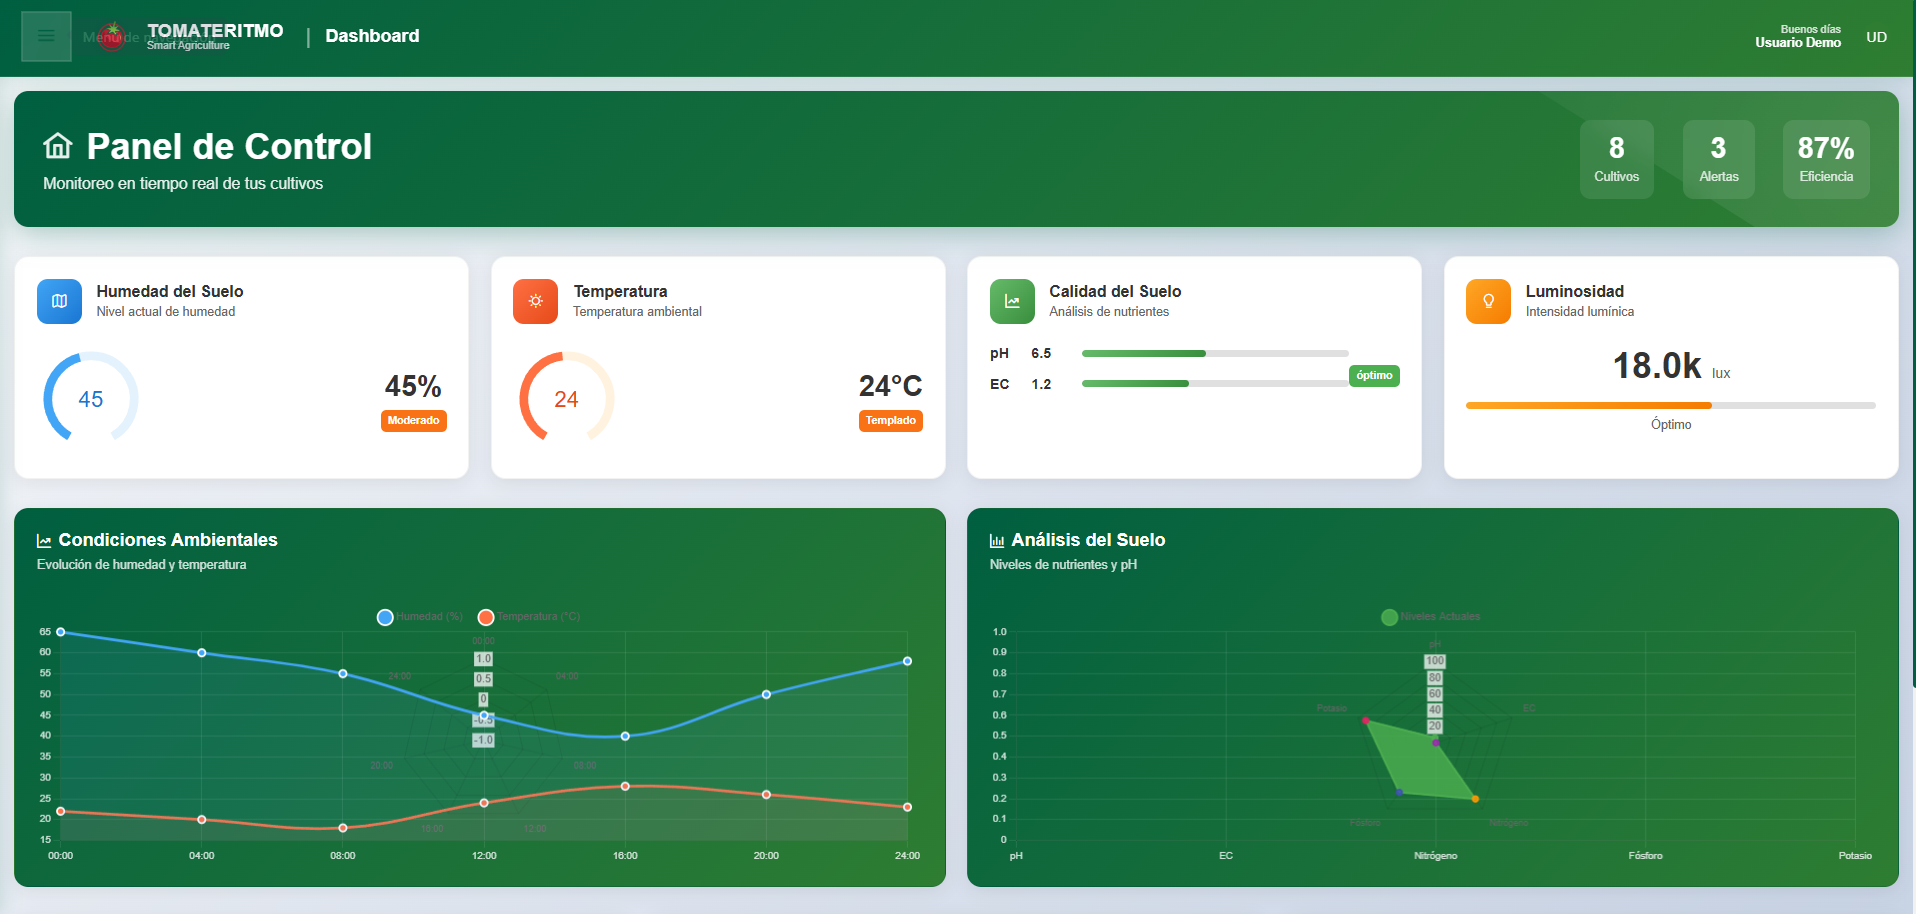 Menú de
TOMATERITMO
Smart Agriculture
|
Dashboard
Buenos días
Usuario Demo
UD
Panel de Control
Monitoreo en tiempo real de tus cultivos
8
Cultivos
3
Alertas
87%
Eficiencia
Humedad del Suelo
Nivel actual de humedad
45
45%
Moderado
Temperatura
Temperatura ambiental
24
24°C
Templado
Calidad del Suelo
Análisis de nutrientes
pH 6.5
EC 1.2
óptimo
Luminosidad
Intensidad lumínica
18.0k lux
Óptimo
Condiciones Ambientales
Evolución de humedad y temperatura
Humedad (%) Temperatura (°C)
65
60
55
50
45
40
35
30
25
20
15
00:00
04:00
08:00
12:00
16:00
20:00
24:00
1.0
0.5
0
-0.5
-1.0
00:00 04:00 08:00 12:00 16:00 20:00 24:00
Análisis del Suelo
Niveles de nutrientes y pH
Niveles Actuales
1.0
0.9
0.8
0.7
0.6
0.5
0.4
0.3
0.2
0.1
0
pH
EC
Nitrógeno
Fósforo
Potasio
100
80
60
40
20
pH EC Nitrógeno Fósforo Potasio